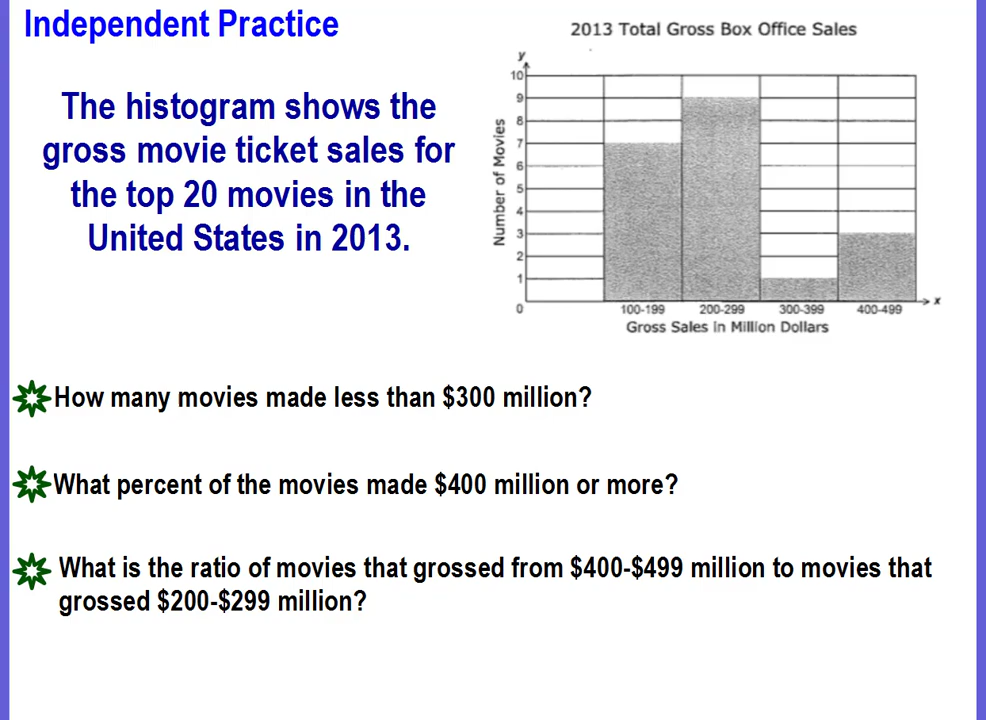 Independent Practice
The histogram shows the
gross movie ticket sales for
the top 20 movies in the
United States in 2013.
2013 Total Gross Box Office Sales
y
10
9
8
7
6
5
4
3
2
1
0
Number of Movies
100-199 200-299 300-399 400-499
x
Gross Sales in Million Dollars
How many movies made less than $300 million?
What percent of the movies made $400 million or more?
What is the ratio of movies that grossed from $400-$499 million to movies that
grossed $200-$299 million?